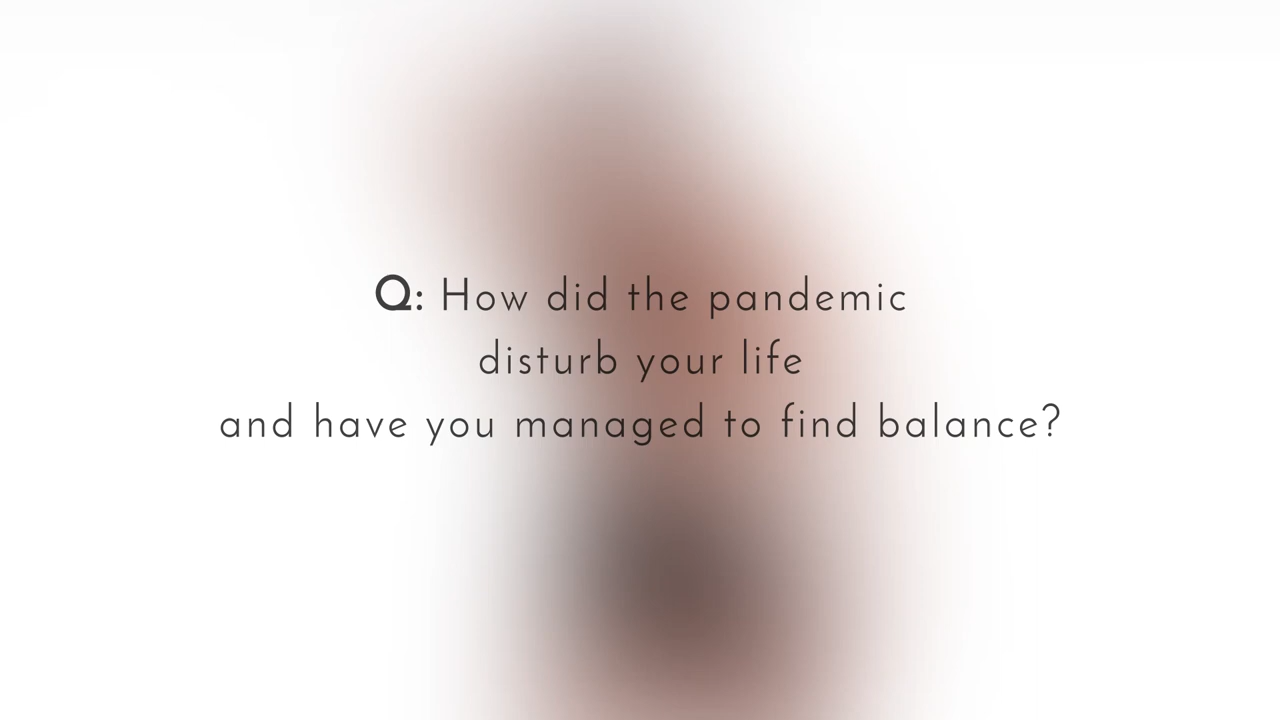 Q: How did the pandemic
disturb your life
and have you managed to find balance?